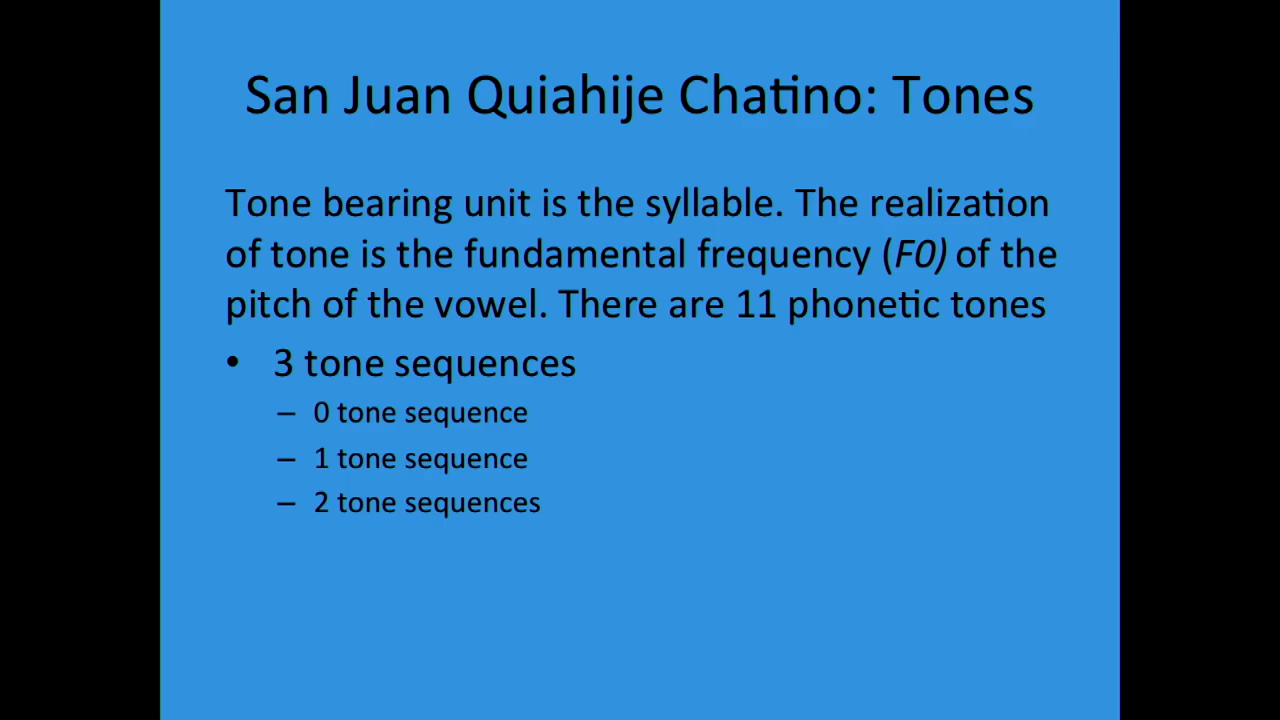 San Juan Quiahije Chatino: Tones
Tone bearing unit is the syllable. The realization
of tone is the fundamental frequency (F0) of the
pitch of the vowel. There are 11 phonetic tones
• 3 tone sequences
– 0 tone sequence
– 1 tone sequence
– 2 tone sequences